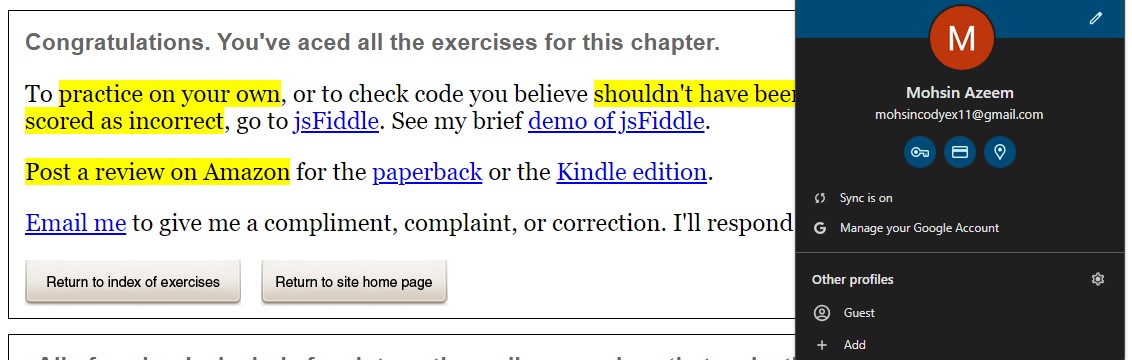 Congratulations. You've aced all the exercises for this chapter.
To practice on your own, or to check code you believe shouldn't have been
scored as incorrect, go to jsFiddle. See my brief demo of jsFiddle.
Post a review on Amazon for the paperback or the Kindle edition.
Email me to give me a compliment, complaint, or correction. I'll respond
Return to index of exercises Return to site home page
M
Mohsin Azeem
mohsincodyex11@gmail.com
Sync is on
G Manage your Google Account
Other profiles
Guest
Add